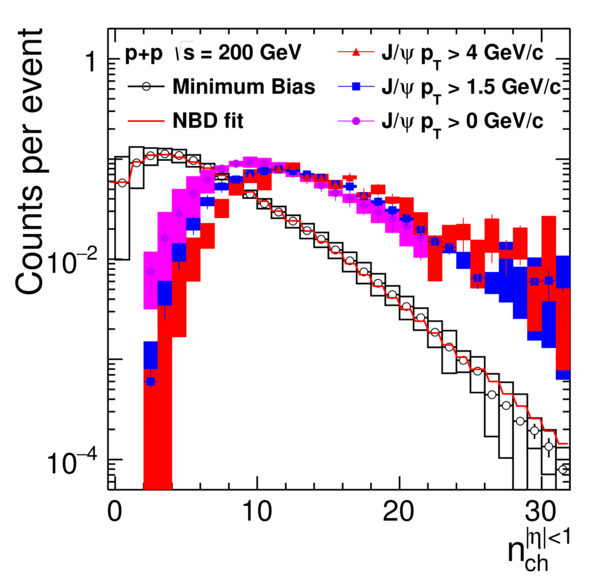 p+p √s = 200 GeV
Minimum Bias
NBD fit
J/ψ p_T > 4 GeV/c
J/ψ p_T > 1.5 GeV/c
J/ψ p_T > 0 GeV/c
Counts per event
1
10^−2
10^−4
0 10 20 30
n_ch^|η|<1